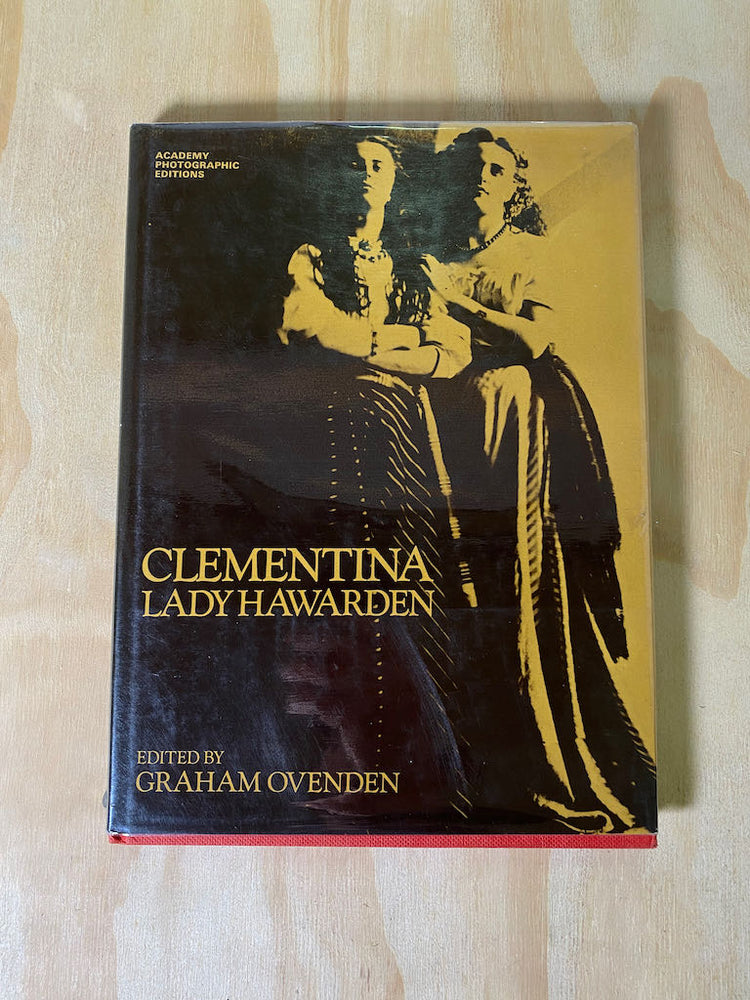 ACADEMY
PHOTOGRAPHIC
EDITIONS
CLEMENTINA
LADY HAWARDEN
EDITED BY
GRAHAM OVENDEN